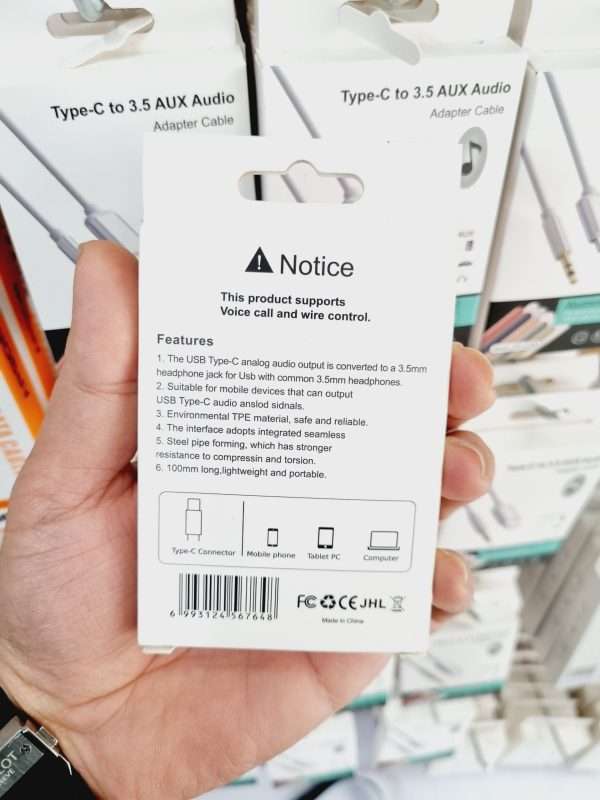 Type-C to 3.5 AUX Audio
Adapter Cable
Type-C to 3.5 AUX Audio
Adapter Cable
Notice
This product supports
Voice call and wire control.
Features
1. The USB Type-C analog audio output is converted to a 3.5mm
headphone jack for Usb with common 3.5mm headphones.
2. Suitable for mobile devices that can output
USB Type-C audio anslod sidnals.
3. Environmental TPE material, safe and reliable.
4. The interface adopts integrated seamless
5. Steel pipe forming, which has stronger
resistance to compressin and torsion.
6. 100mm long,lightweight and portable.
Type-C Connector
Mobile phone
Tablet PC
Computer
6 993124 567648
FC CE JHL
Made in China